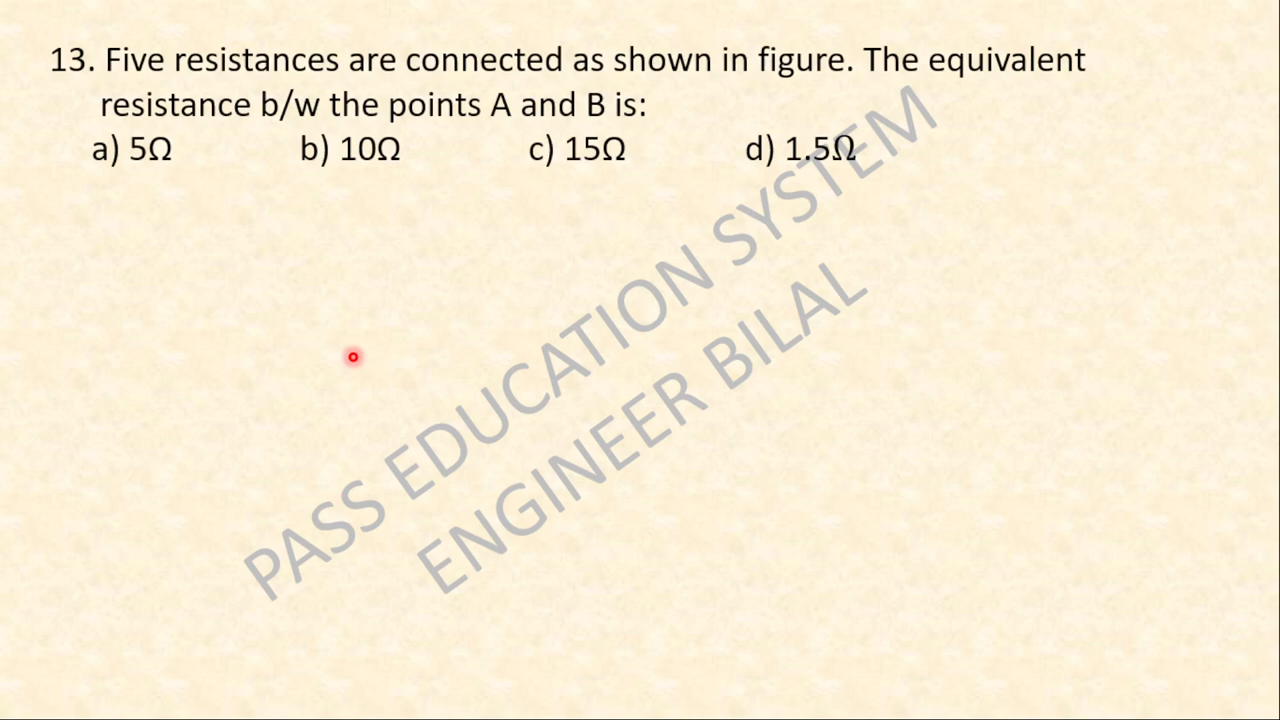 13. Five resistances are connected as shown in figure. The equivalent
resistance b/w the points A and B is:
a) 5Ω b) 10Ω c) 15Ω d) 1.5Ω
PASS EDUCATION SYSTEM
ENGINEER BILAL